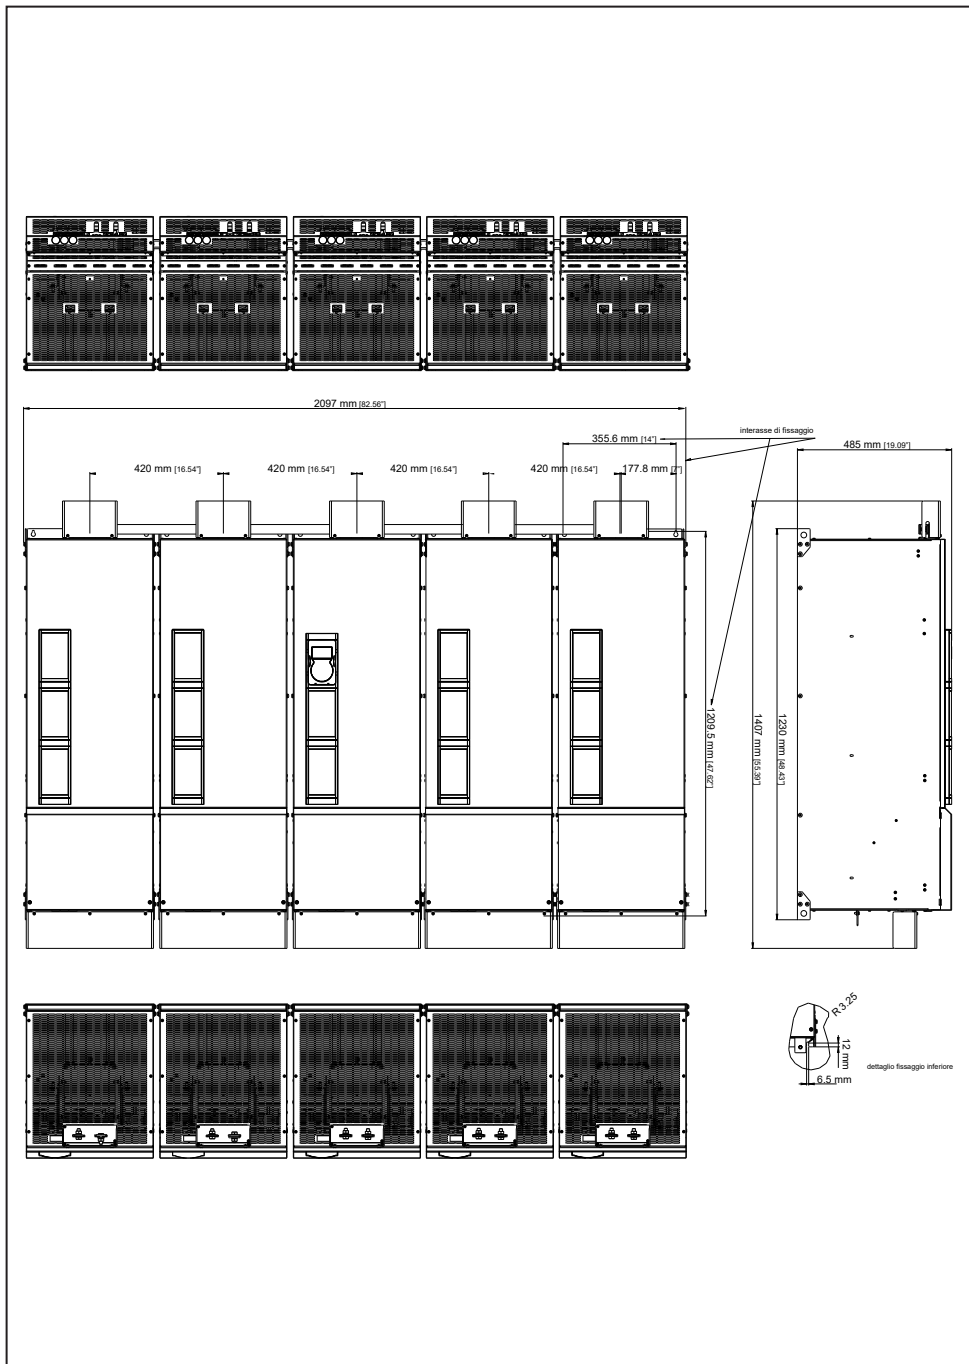 2097 mm [82.56"]
interasse di fissaggio
355.6 mm [14"]
485 mm [19.09"]
420 mm [16.54"]
420 mm [16.54"]
420 mm [16.54"]
420 mm [16.54"]
177.8 mm [7"]
1209.5 mm [47.62"]
1407 mm [55.39"]
1230 mm [48.43"]
R3.25
12 mm
dettaglio fissaggio inferiore
6.5 mm